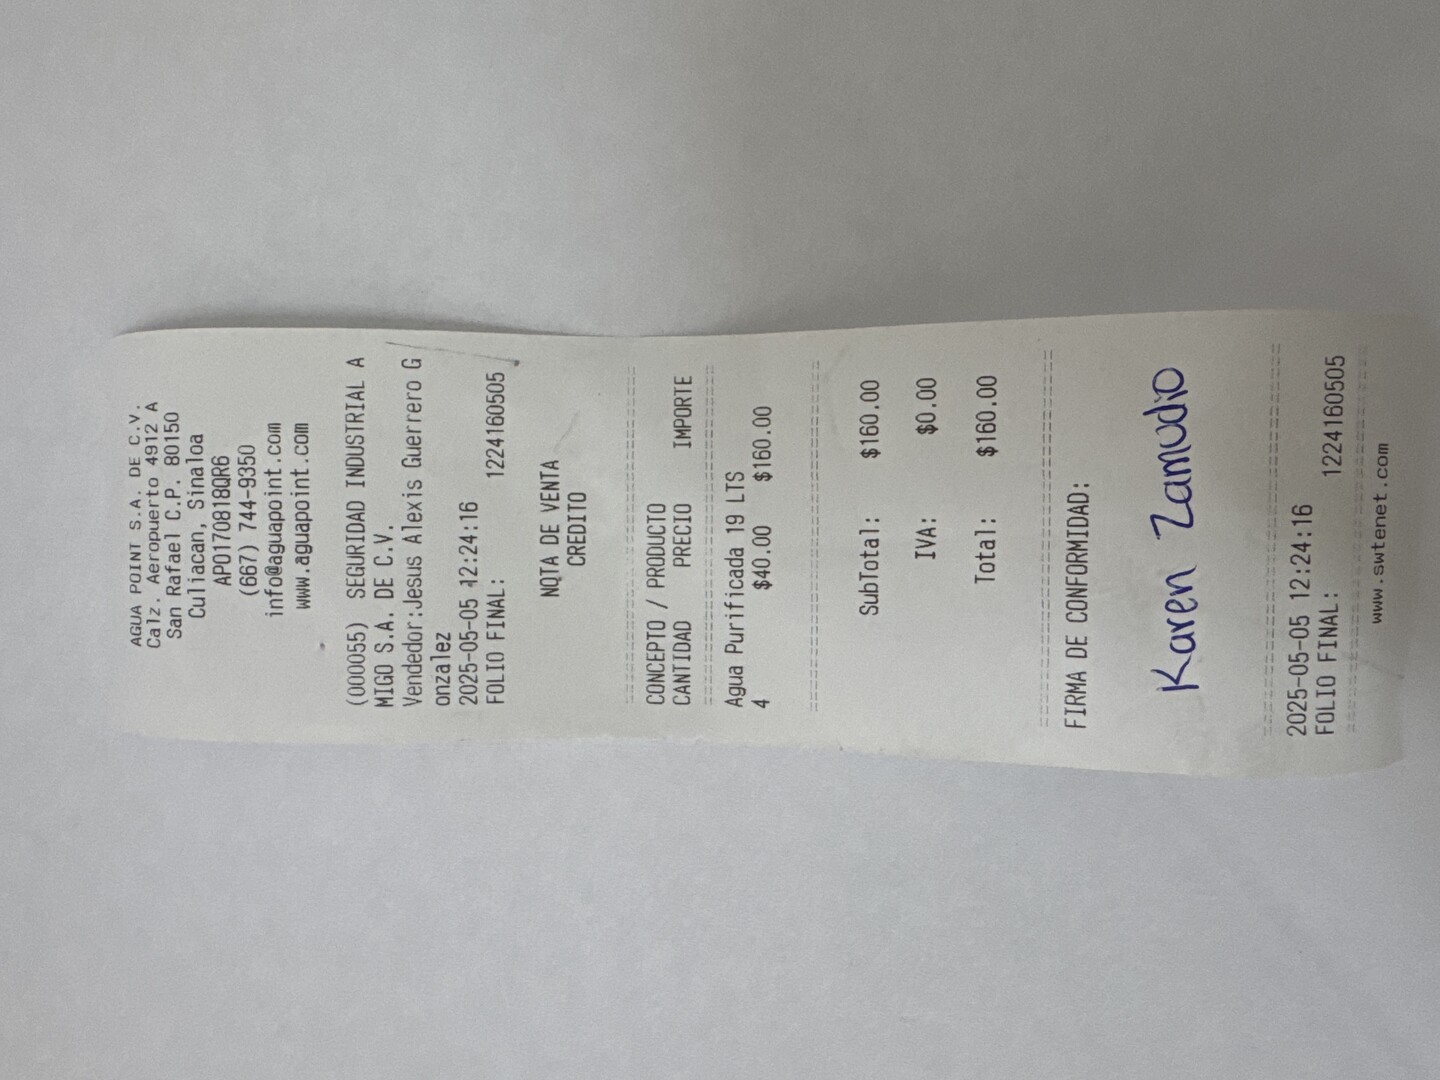 AGUA POINT S.A. DE C.V.
Calz. Aeropuerto 4912 A
San Rafael C.P. 80150
Culiacan, Sinaloa
APO170818QR6
(667) 744-9350
info@aguapoint.com
www.aguapoint.com
(000055) SEGURIDAD INDUSTRIAL A
MIGO S.A. DE C.V.
Vendedor:Jesus Alexis Guerrero G
onzalez
2025-05-05 12:24:16
FOLIO FINAL: 1224160505
NOTA DE VENTA
CREDITO
CONCEPTO / PRODUCTO
CANTIDAD PRECIO IMPORTE
Agua Purificada 19 LTS
4 $40.00 $160.00
SubTotal: $160.00
IVA: $0.00
Total: $160.00
FIRMA DE CONFORMIDAD:
Karen Zamudio
2025-05-05 12:24:16
FOLIO FINAL: 1224160505
www.swtenet.com